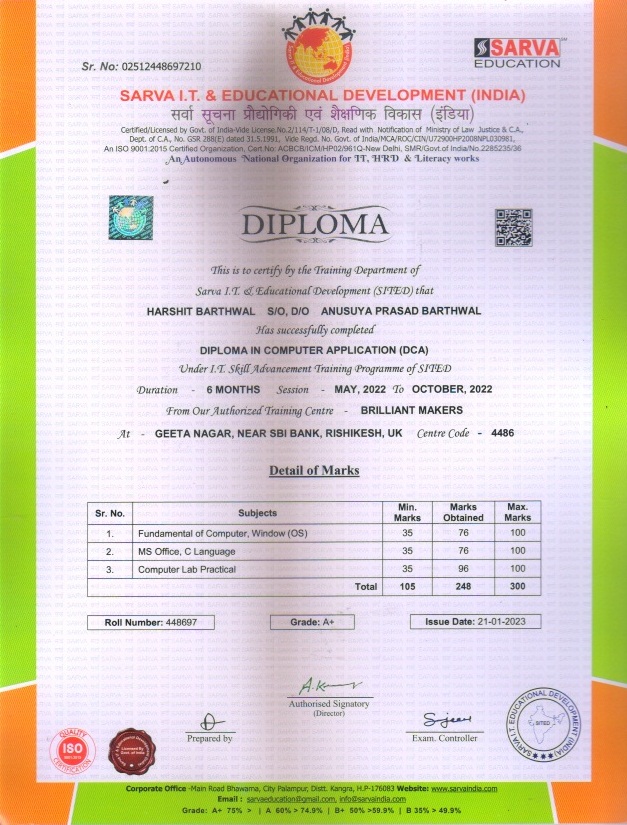 Sr. No: 02512448697210
SARVA
EDUCATION
SARVA I.T. & EDUCATIONAL DEVELOPMENT (INDIA)
सर्वा सूचना प्रौद्योगिकी एवं शैक्षणिक विकास (इंडिया)
Certified/Licensed by Govt. of India-Vide License.No.2/114/T-1/08/D, Read with. Notification of Ministry of Law Justice & C.A.,
Dept. of C.A., No. GSR 288(E) dated 31.5.1991, Vide Regd. No. Govt. of India/MCA/ROC/CIN/U72900HP2008NPL030981,
An ISO 9001:2015 Certified Organization, Cert No: ACBCB/ICM/HP02/961Q-New Delhi, SMR/Govt.of India/No.2285235/36
An Autonomous National Organization for IT, HRD & Literacy works
DIPLOMA
This is to certify by the Training Department of
Sarva I.T. & Educational Development (SITED) that
HARSHIT BARTHWAL S/O, D/O ANUSUYA PRASAD BARTHWAL
Has successfully completed
DIPLOMA IN COMPUTER APPLICATION (DCA)
Under I.T. Skill Advancement Training Programme of SITED
Duration - 6 MONTHS Session - MAY, 2022 To OCTOBER, 2022
From Our Authorized Training Centre - BRILLIANT MAKERS
At - GEETA NAGAR, NEAR SBI BANK, RISHIKESH, UK Centre Code - 4486
Detail of Marks
Sr. No. Subjects Min. Marks Marks Obtained Max. Marks
1. Fundamental of Computer, Window (OS) 35 76 100
2. MS Office, C Language 35 76 100
3. Computer Lab Practical 35 96 100
Total 105 248 300
Roll Number: 448697 Grade: A+ Issue Date: 21-01-2023
Authorised Signatory
(Director)
Prepared by
Exam. Controller
QUALITY
ISO
CERTIFICATION
Licensed By
Govt. of India
S.A.R.V.A. I.T. & EDUCATIONAL DEVELOPMENT (INDIA)
SITED
Corporate Office -Main Road Bhawarna, City Palampur, Distt. Kangra, H.P-176083 Website: www.sarvaindia.com
Email : sarvaeducation@gmail.com, info@sarvaindia.com
Grade: A+ 75% > | A 60% > 74.9% | B+ 50% >59.9% | B 35% > 49.9%